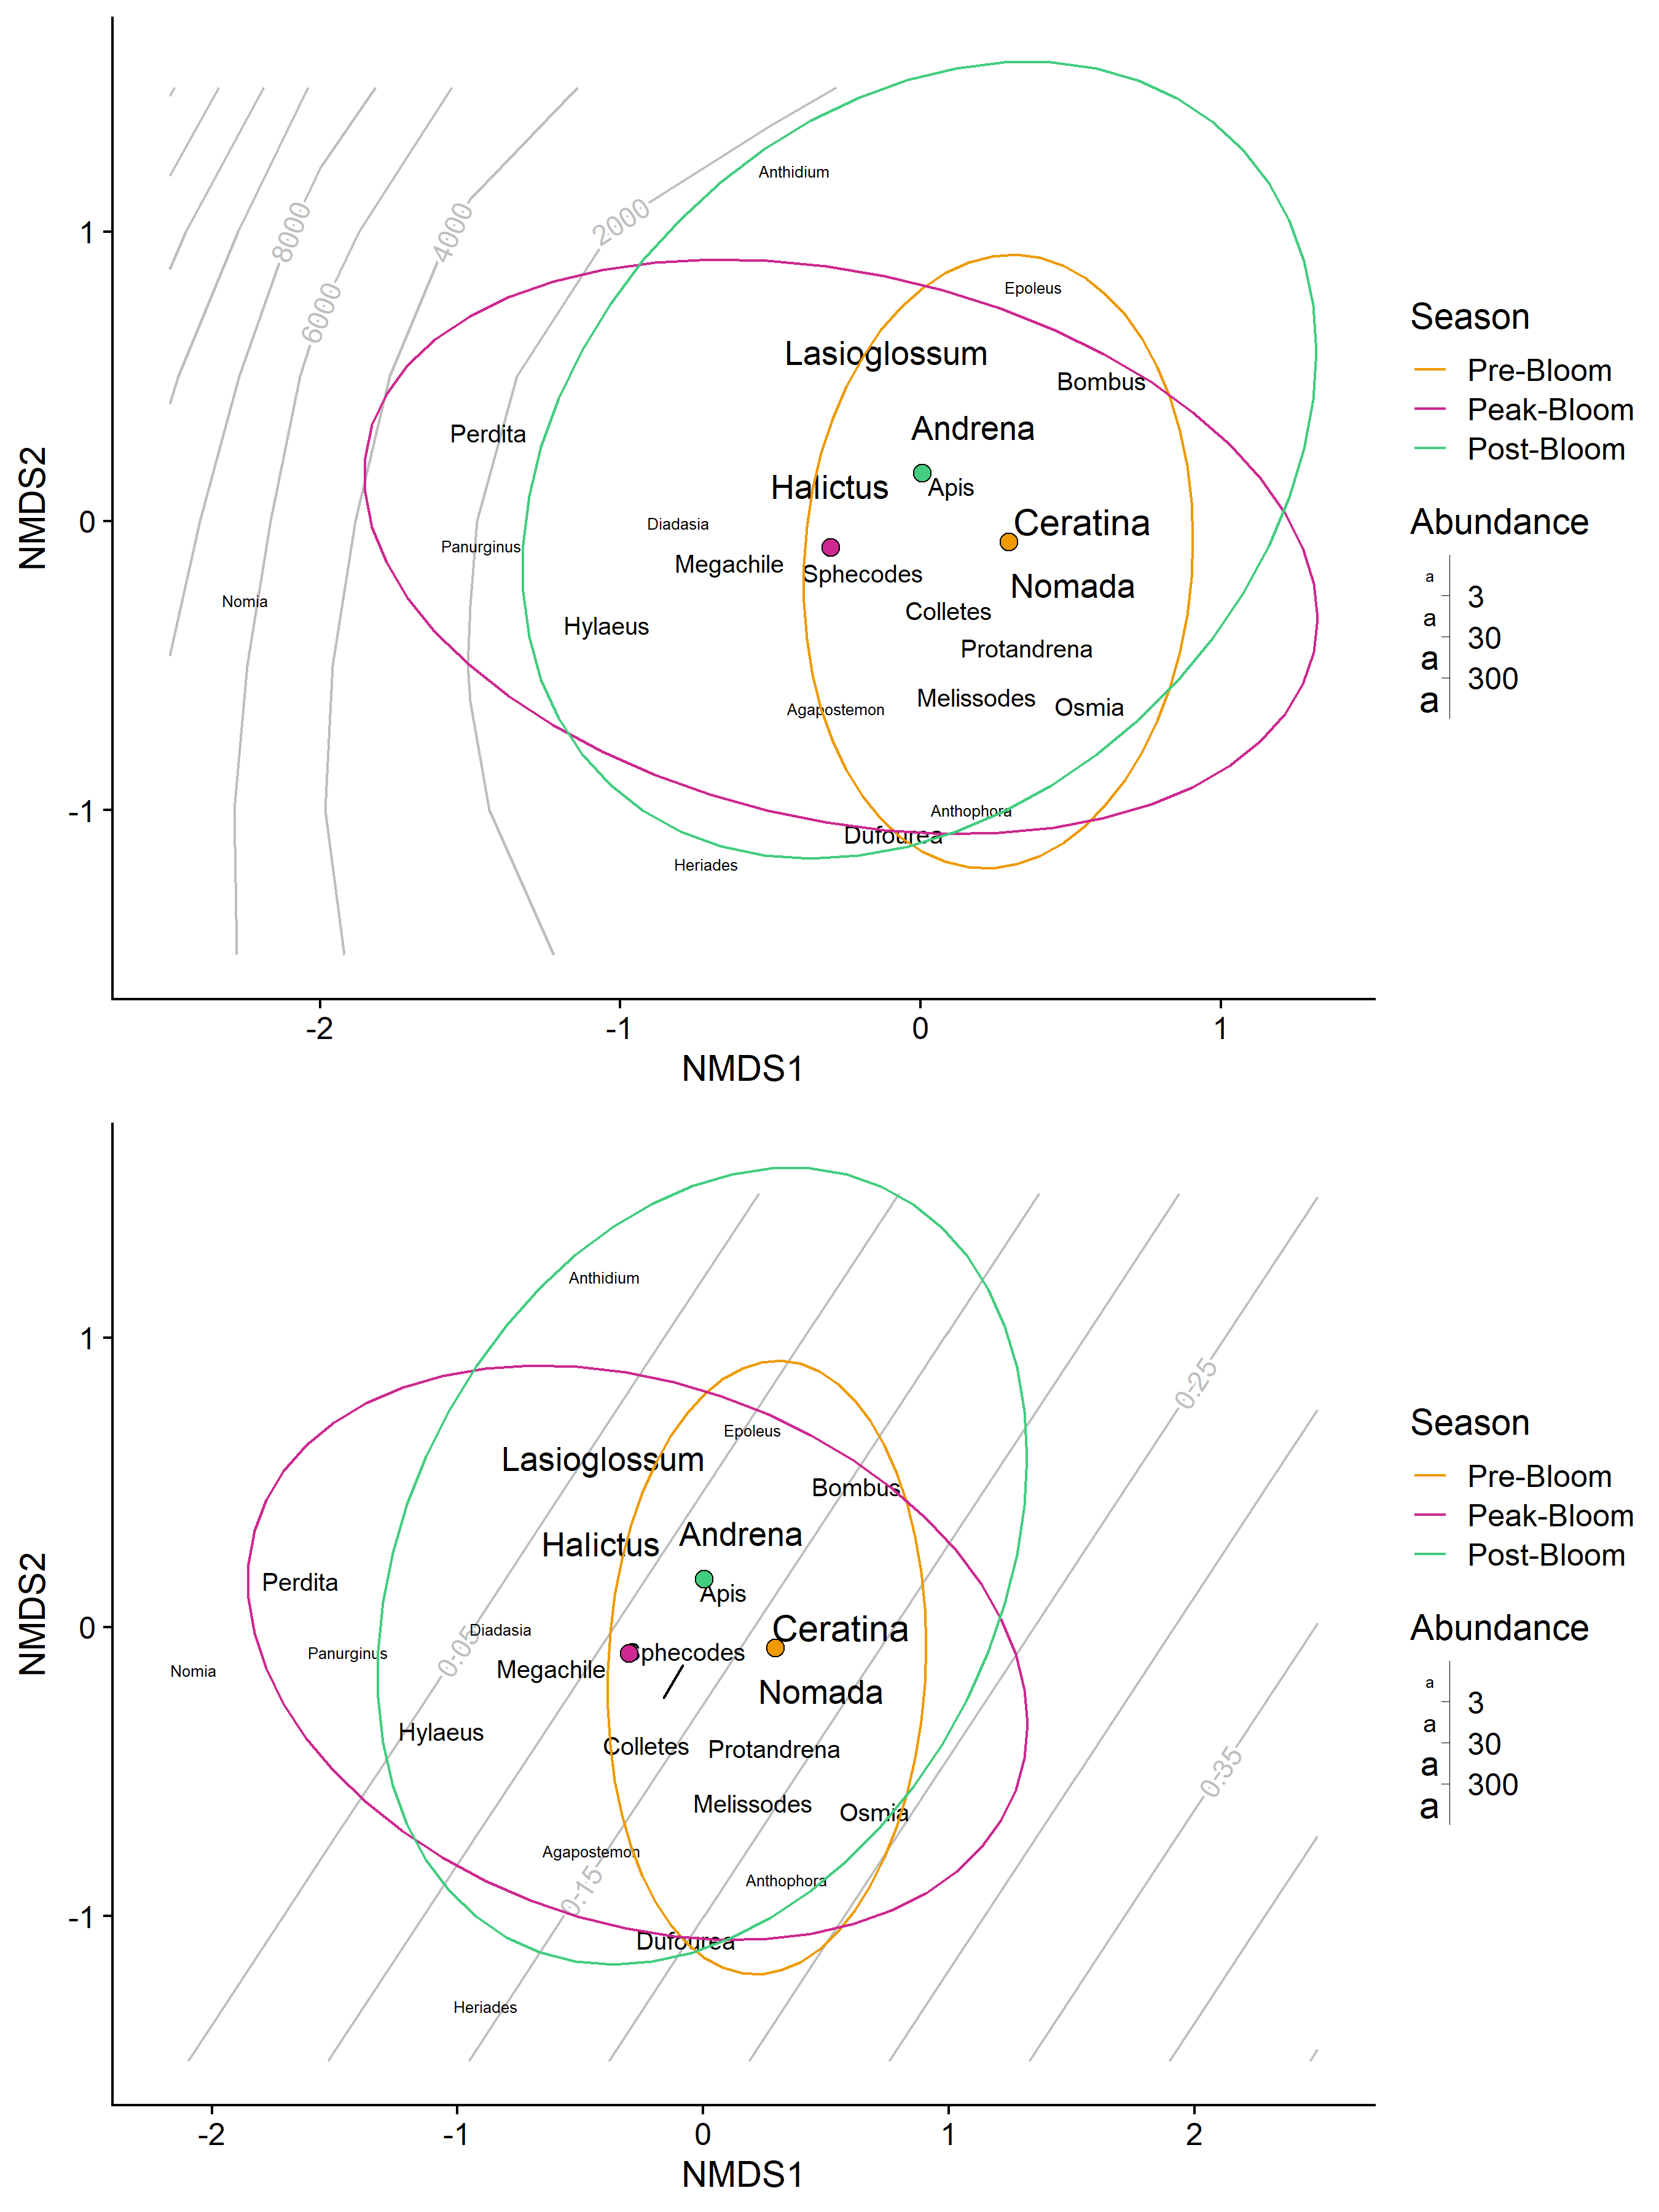 Anthidium
8000
4000
2000
1
Epoleus
6000
Lasioglossum
Bombus
Perdita
Andrena
Halictus
Apis
NMDS2
0
Diadasia
Ceratina
Panurginus
Megachile
Sphecodes
Nomada
Nomia
Colletes
Hylaeus
Protandrena
Melissodes
Osmia
Agapostemon
-1
Anthophora
Dufourea
Heriades
-2
-1
0
1
NMDS1
Season
Pre-Bloom
Peak-Bloom
Post-Bloom
Abundance
a
3
a
30
a
300
a
Anthidium
1
0.25
Epoleus
Lasioglossum
Bombus
Andrena
Halictus
Perdita
Apis
NMDS2
0
Diadasia
Ceratina
0.05
Panurginus
Sphecodes
Nomia
Megachile
Nomada
Hylaeus
Colletes
Protandrena
0.35
Melissodes
Osmia
Agapostemon
0.15
Anthophora
-1
Dufourea
Heriades
-2
-1
0
1
2
NMDS1
Season
Pre-Bloom
Peak-Bloom
Post-Bloom
Abundance
a
3
a
30
a
300
a